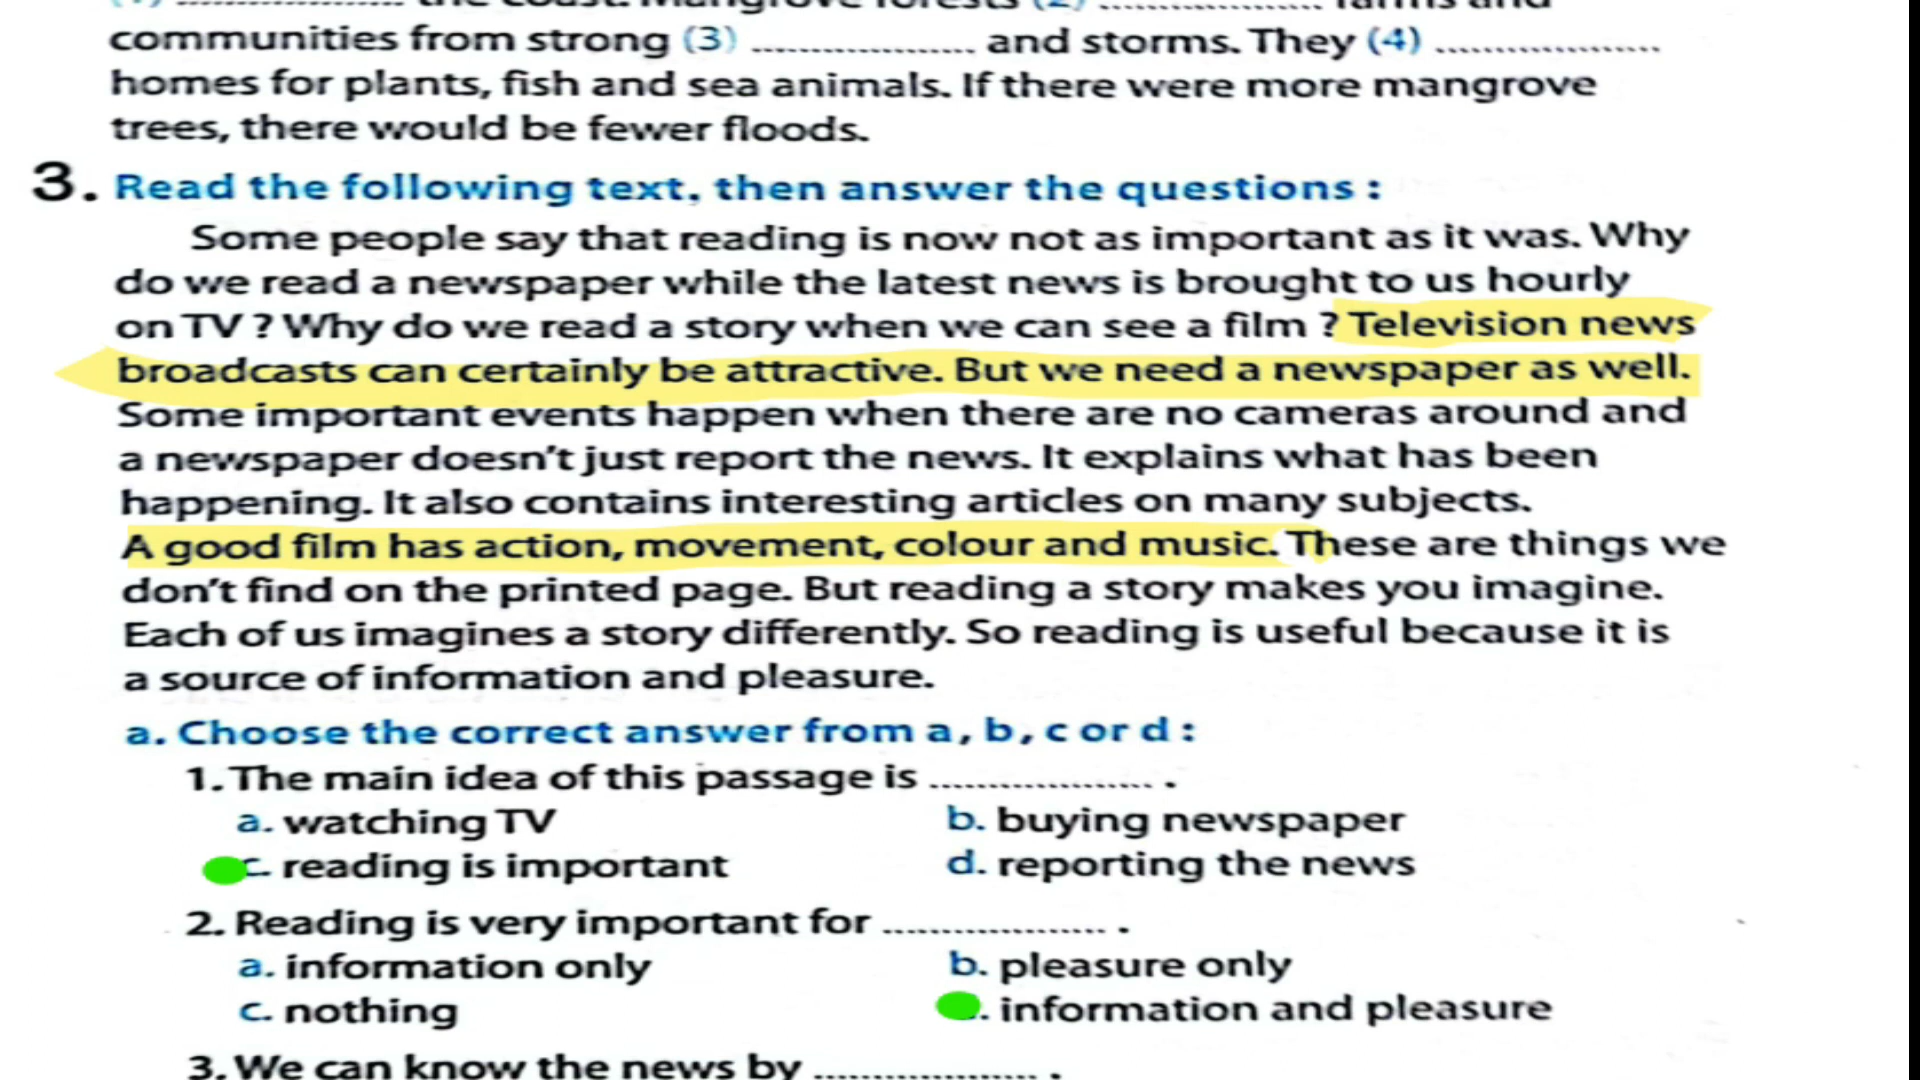 the coast. Mangrove forests (2) .................... farms and
communities from strong (3) .................... and storms. They (4) ....................
homes for plants, fish and sea animals. If there were more mangrove
trees, there would be fewer floods.
3. Read the following text, then answer the questions :
Some people say that reading is now not as important as it was. Why
do we read a newspaper while the latest news is brought to us hourly
on TV ? Why do we read a story when we can see a film ? Television news
broadcasts can certainly be attractive. But we need a newspaper as well.
Some important events happen when there are no cameras around and
a newspaper doesn't just report the news. It explains what has been
happening. It also contains interesting articles on many subjects.
A good film has action, movement, colour and music. These are things we
don't find on the printed page. But reading a story makes you imagine.
Each of us imagines a story differently. So reading is useful because it is
a source of information and pleasure.
a. Choose the correct answer from a, b, c or d :
1. The main idea of this passage is .................... .
a. watching TV b. buying newspaper
c. reading is important d. reporting the news
2. Reading is very important for .................... .
a. information only b. pleasure only
c. nothing . information and pleasure
3. We can know the news by .................... .